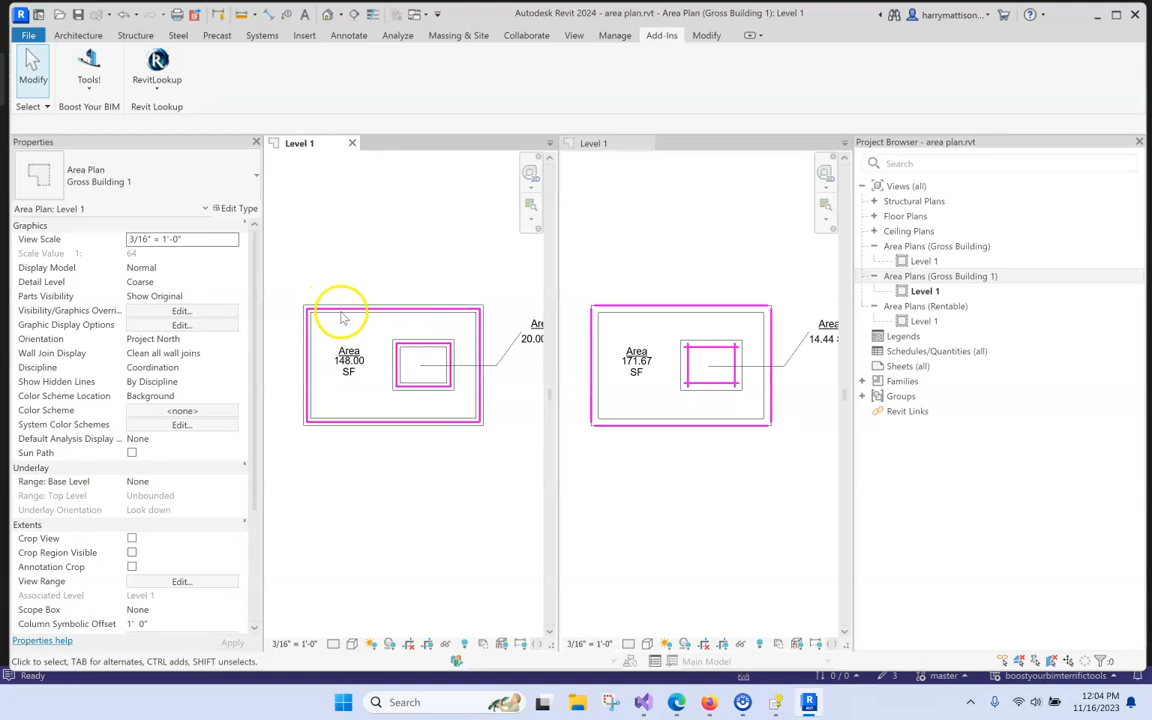 Autodesk Revit 2024 - area plan.rvt - Area Plan (Gross Building 1): Level 1
harrymattison...
File Architecture Structure Steel Precast Systems Insert Annotate Analyze Massing & Site Collaborate View Manage Add-Ins Modify
Modify Tools! RevitLookup
Select Boost Your BIM Revit Lookup
Properties
Level 1
Level 1
Project Browser - area plan.rvt
Area Plan
Gross Building 1
Area Plan: Level 1
Edit Type
Graphics
View Scale 3/16" = 1'-0"
Scale Value 1: 64
Display Model Normal
Detail Level Coarse
Parts Visibility Show Original
Visibility/Graphics Overri... Edit...
Graphic Display Options Edit...
Orientation Project North
Wall Join Display Clean all wall joins
Discipline Coordination
Show Hidden Lines By Discipline
Color Scheme Location Background
Color Scheme <none>
System Color Schemes Edit...
Default Analysis Display ... None
Sun Path
Underlay
Range: Base Level None
Range: Top Level Unbounded
Underlay Orientation Look down
Extents
Crop View
Crop Region Visible
Annotation Crop
View Range Edit...
Associated Level Level 1
Scope Box None
Column Symbolic Offset 1' 0"
Properties help
Apply
Area
148.00
SF
Are
20.00
Area
171.67
SF
Area
14.44 S
3/16" = 1'-0"
3/16" = 1'-0"
Search
Views (all)
Structural Plans
Floor Plans
Ceiling Plans
Area Plans (Gross Building)
Level 1
Area Plans (Gross Building 1)
Level 1
Area Plans (Rentable)
Level 1
Legends
Schedules/Quantities (all)
Sheets (all)
Families
Groups
Revit Links
Click to select, TAB for alternates, CTRL adds, SHIFT unselects.
Main Model
:0
Ready
0 / 0
3
master
boostyourbimterrifictools
Search
12:04 PM
11/16/2023